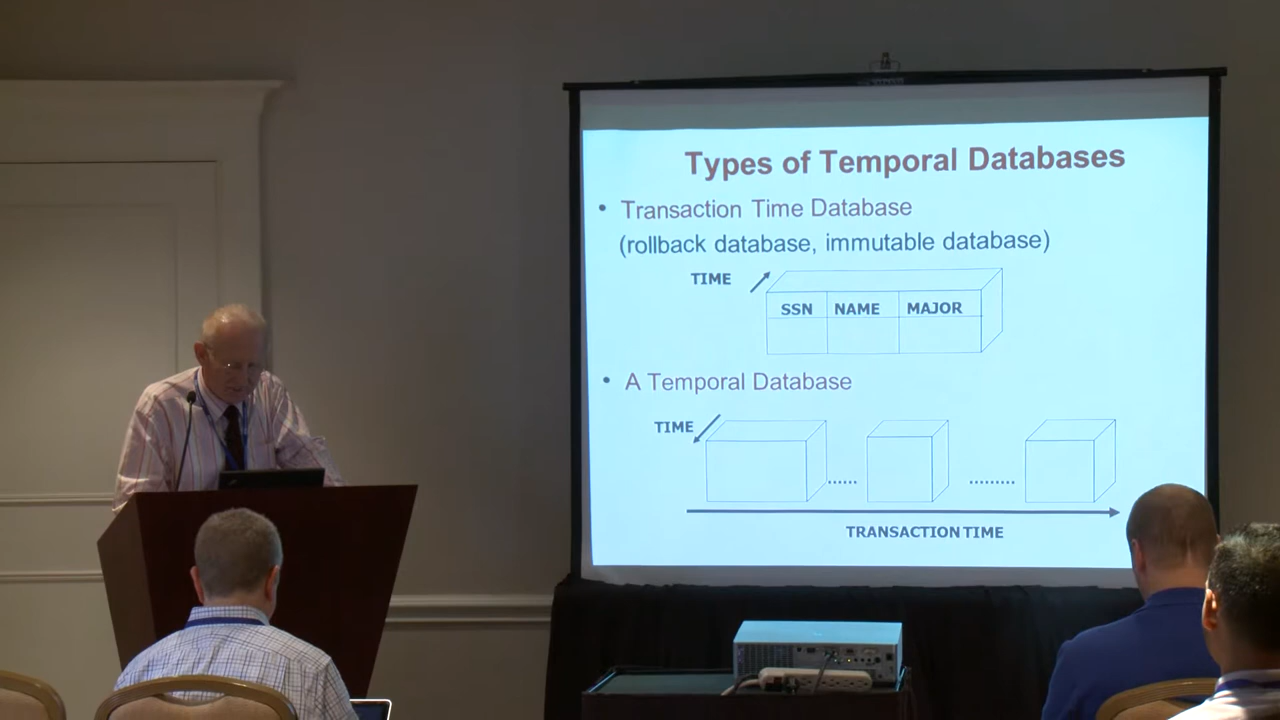 Types of Temporal Databases
• Transaction Time Database
(rollback database, immutable database)
TIME
SSN NAME MAJOR
• A Temporal Database
TIME
...... .........
TRANSACTION TIME